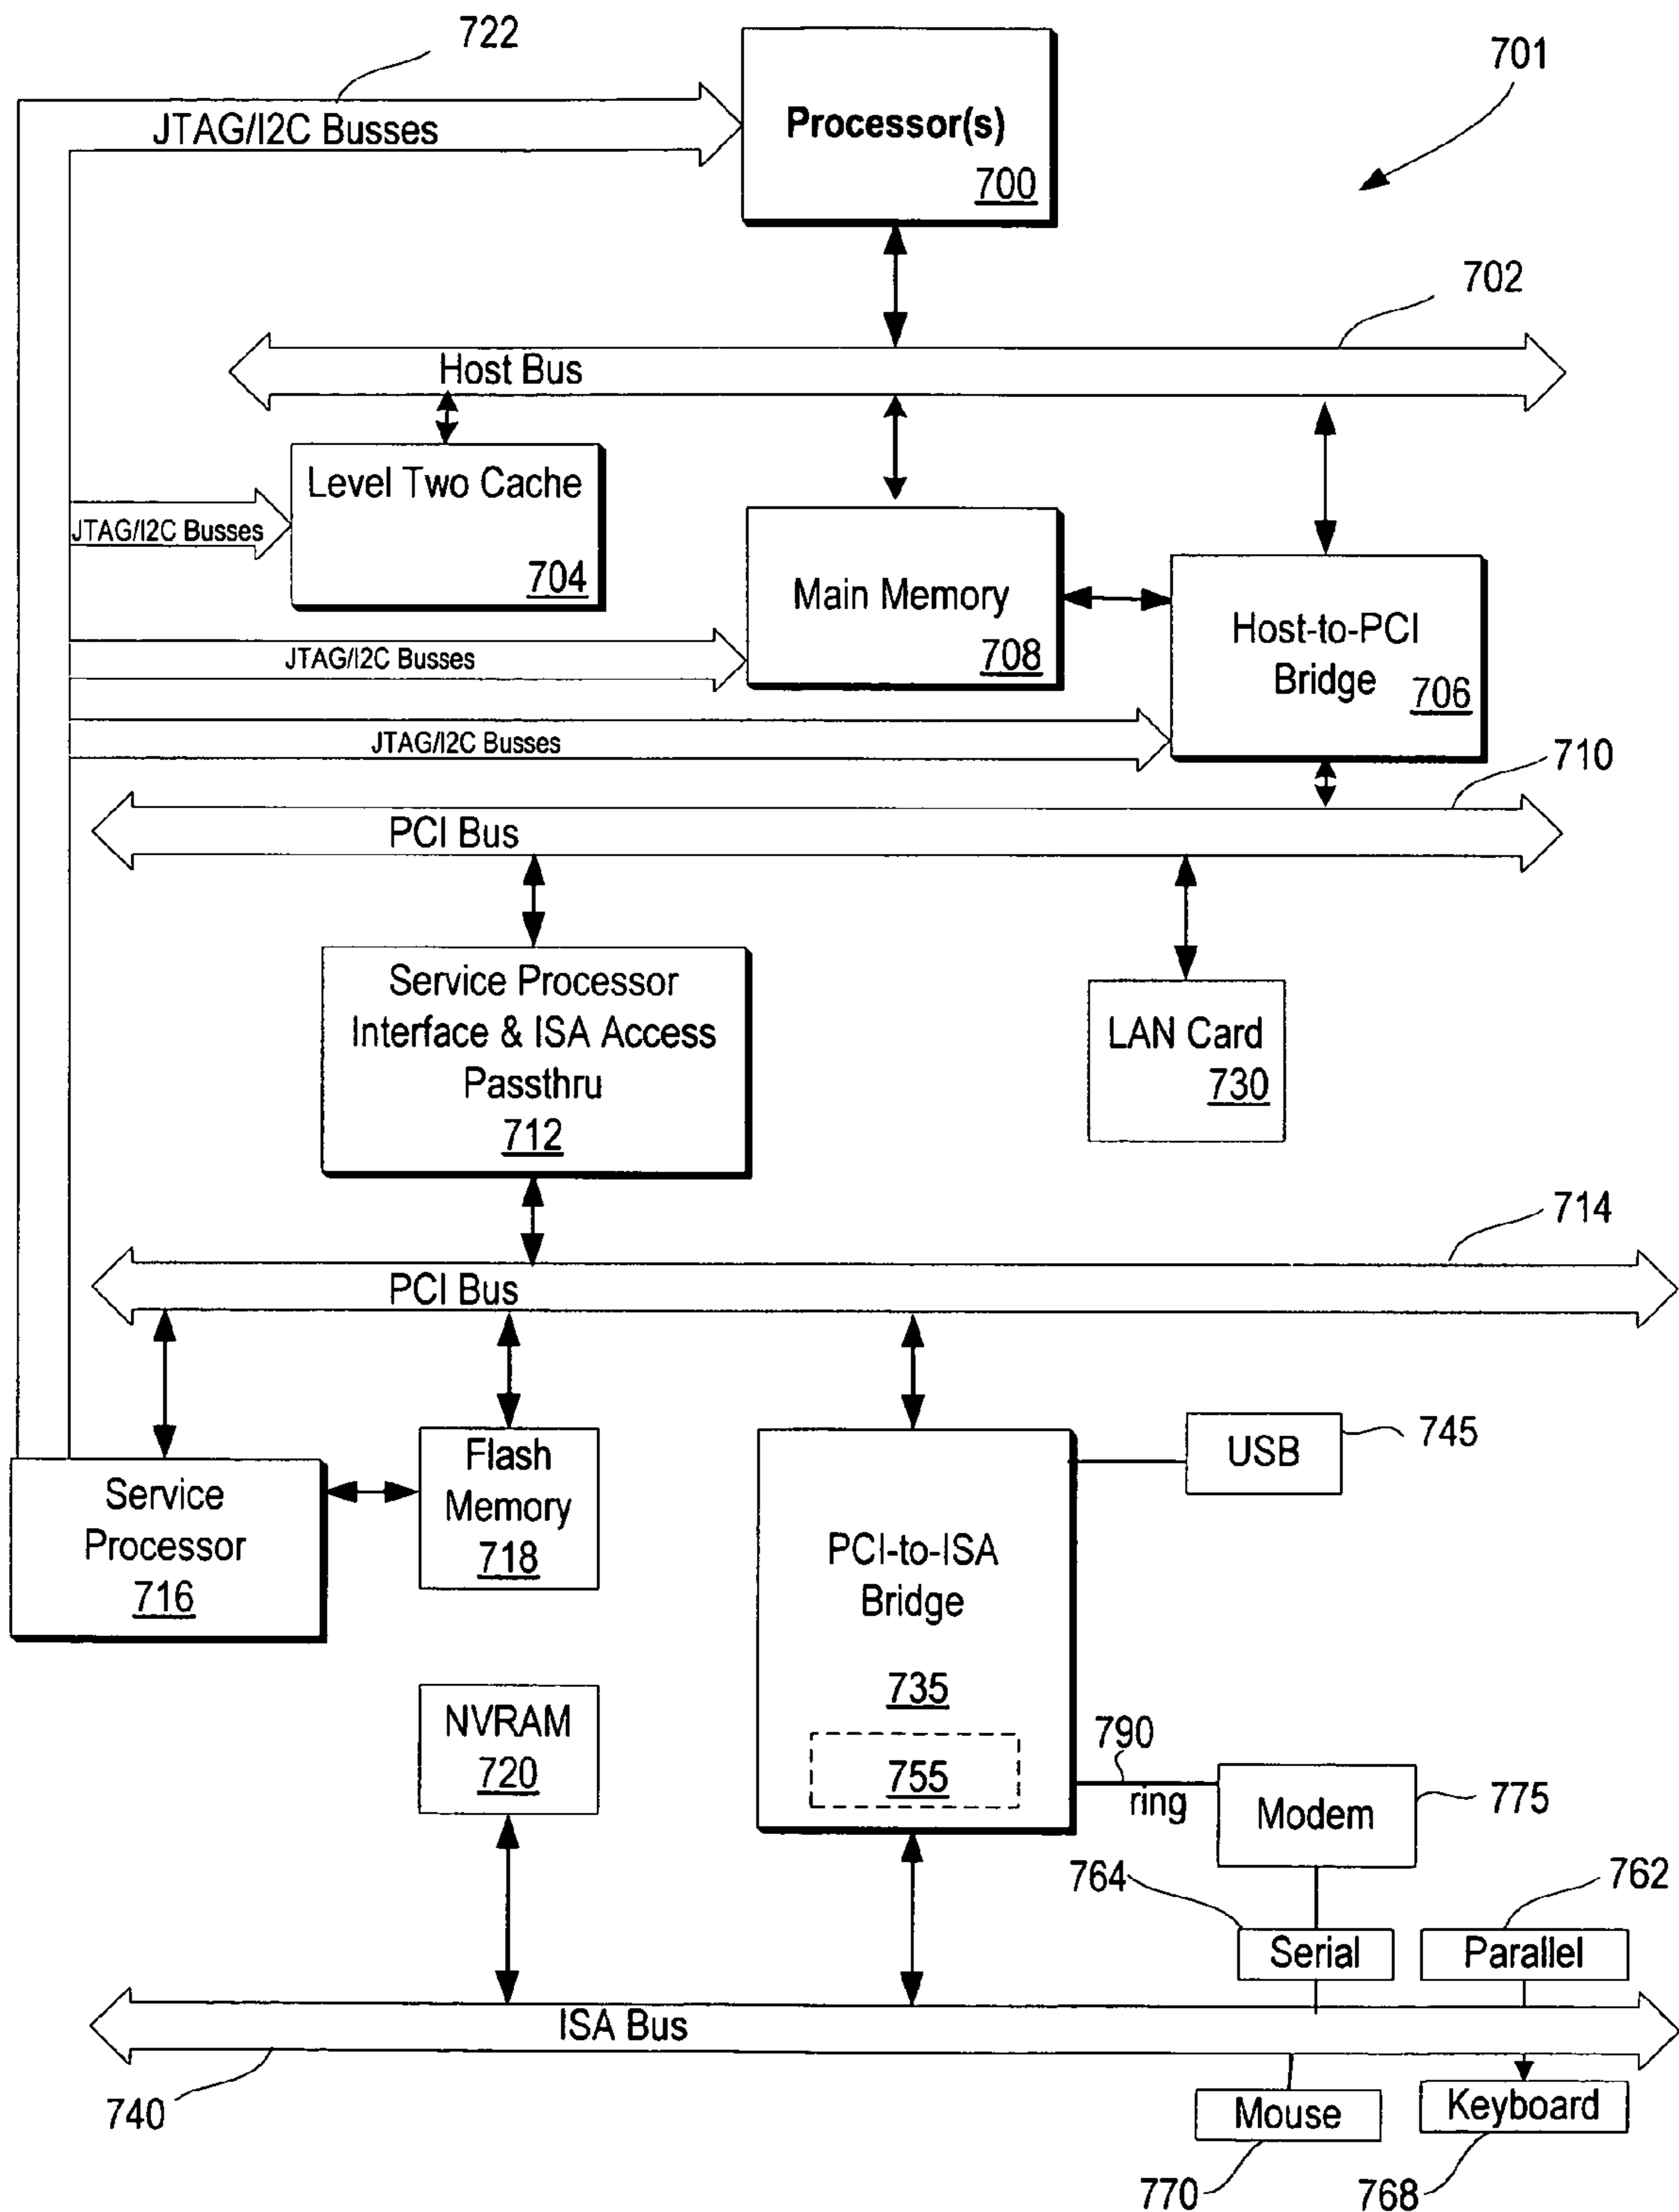 722
701
JTAG/I2C Busses
Processor(s)
700
702
Host Bus
Level Two Cache
704
JTAG/I2C Busses
Main Memory
708
Host-to-PCI
Bridge
706
JTAG/I2C Busses
JTAG/I2C Busses
710
PCI Bus
Service Processor
Interface & ISA Access
Passthru
712
LAN Card
730
714
PCI Bus
Service
Processor
716
Flash
Memory
718
PCI-to-ISA
Bridge
735
755
USB
745
NVRAM
720
790
ring
Modem
775
764
762
Serial
Parallel
ISA Bus
740
Mouse
Keyboard
770
768